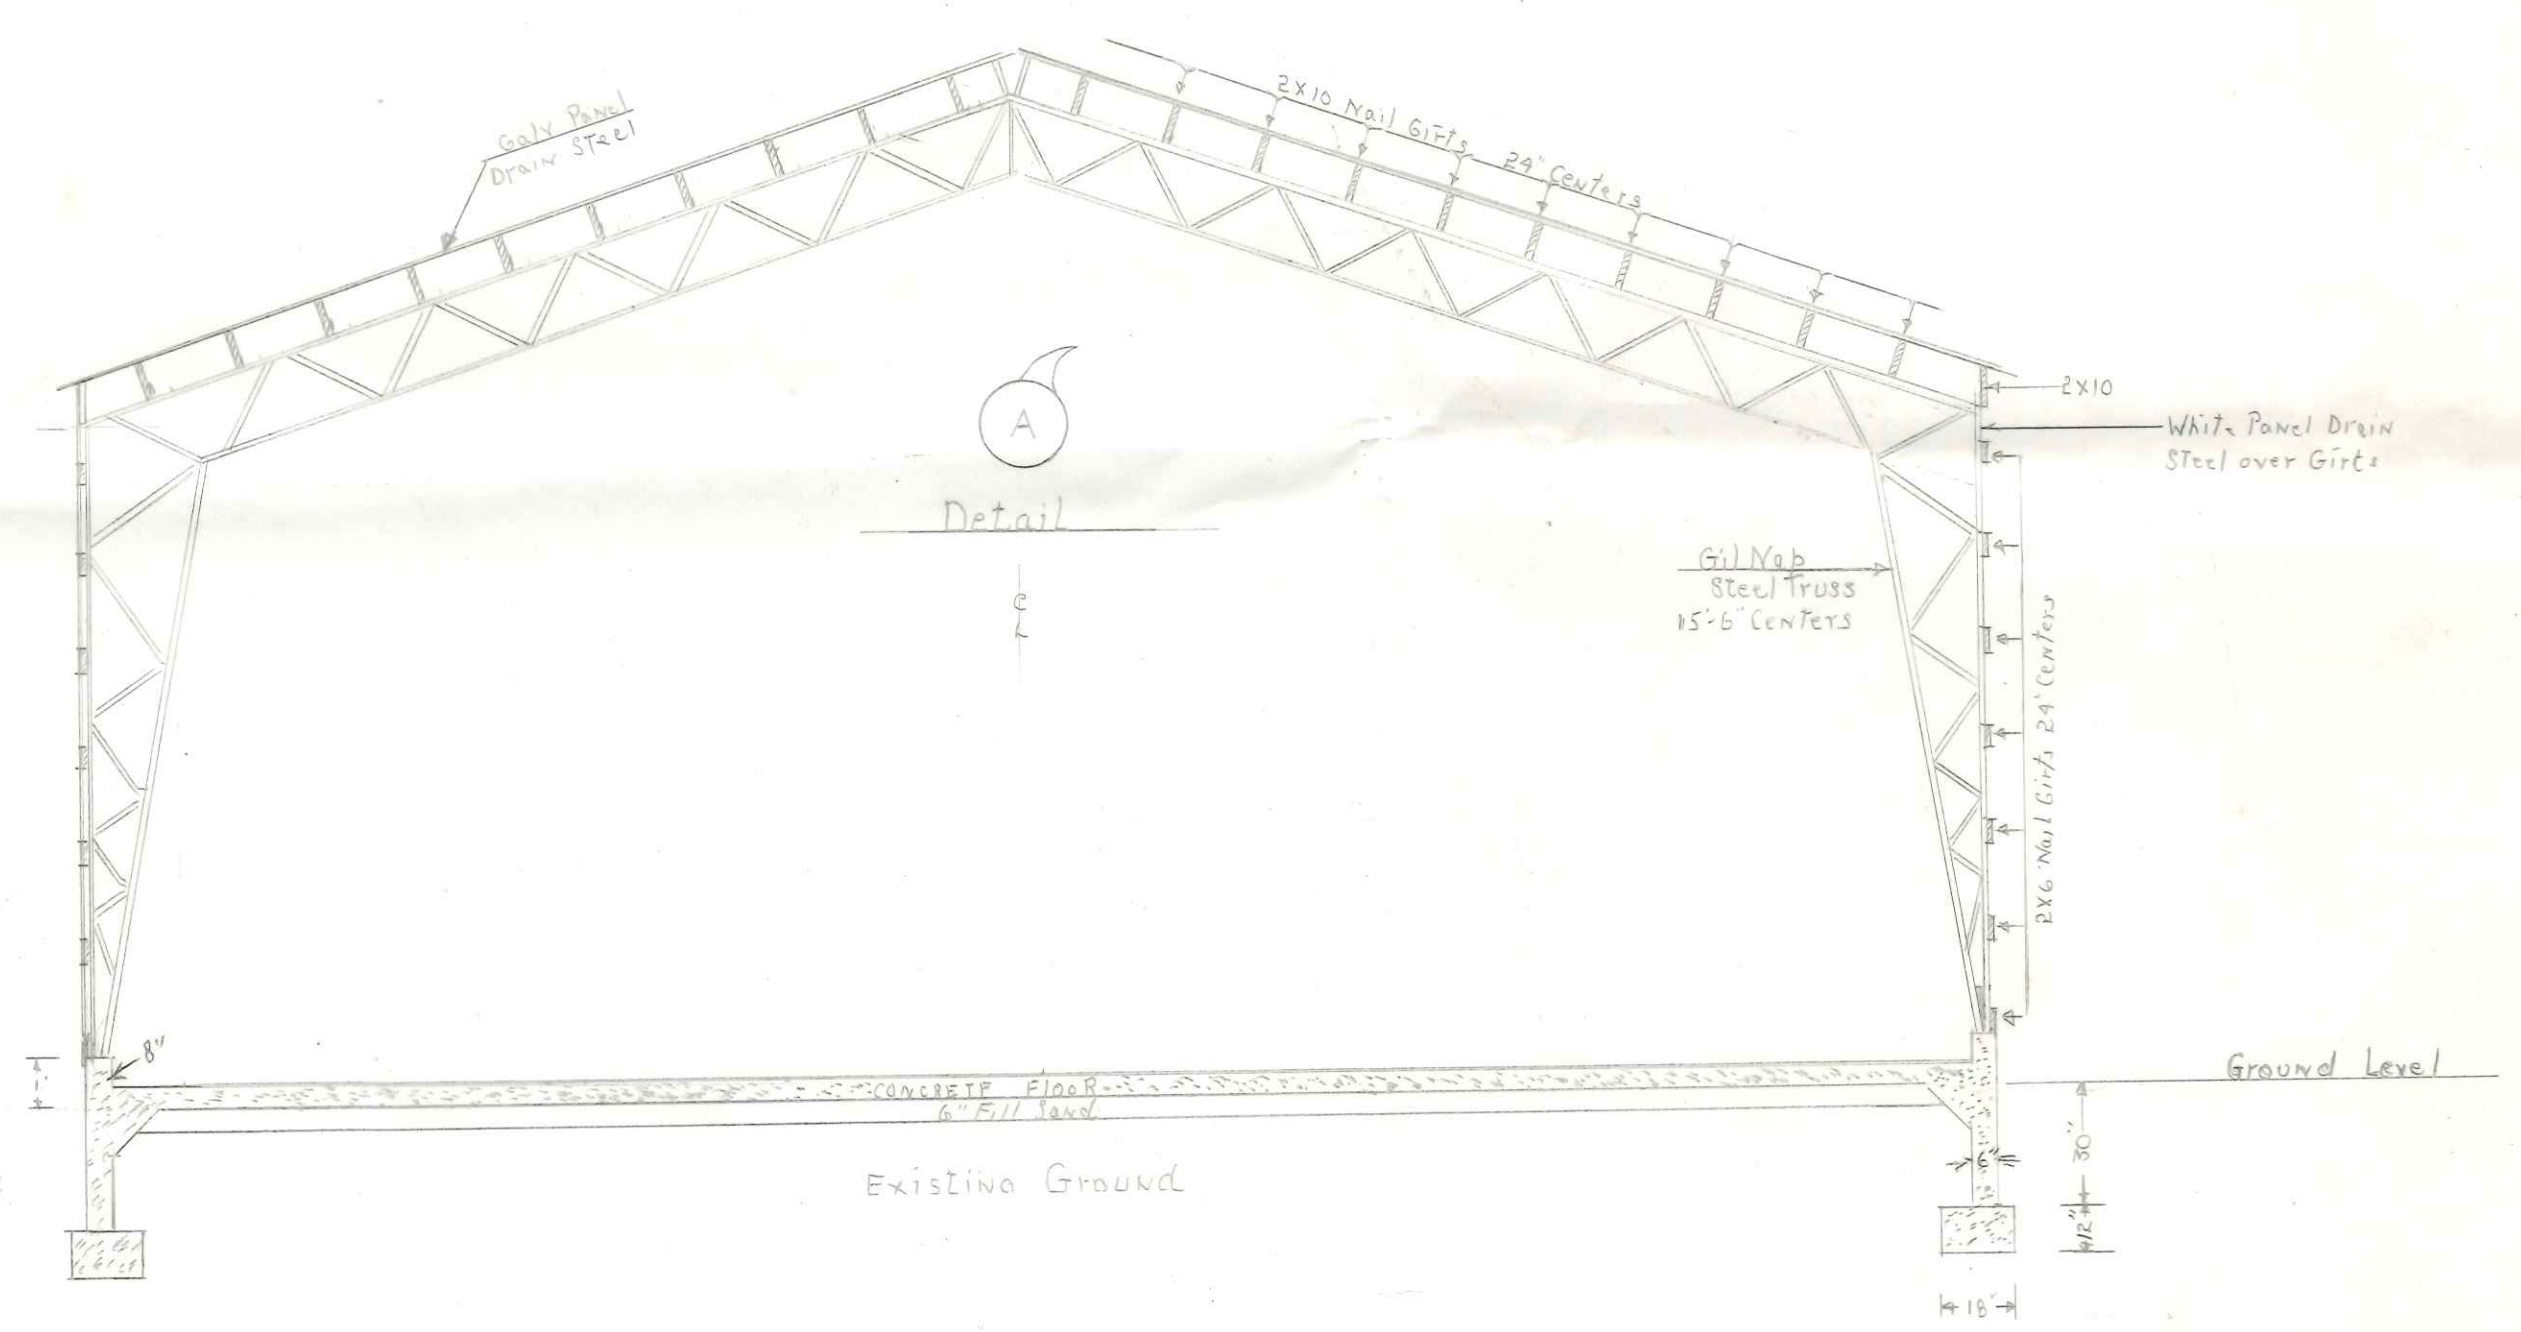 Galv Panel
Drain Steel
2X10 Nail Girts 24" Centers
2X10
White Panel Drain
Steel over Girts
A
Detail
C
L
Gil Nap
Steel Truss
15'-6" Centers
2X6 Nail Girts 24" Centers
8"
Ground Level
CONCRETE FlooR
6" Fill Sand
30"
6"
Existing Ground
12"
18"